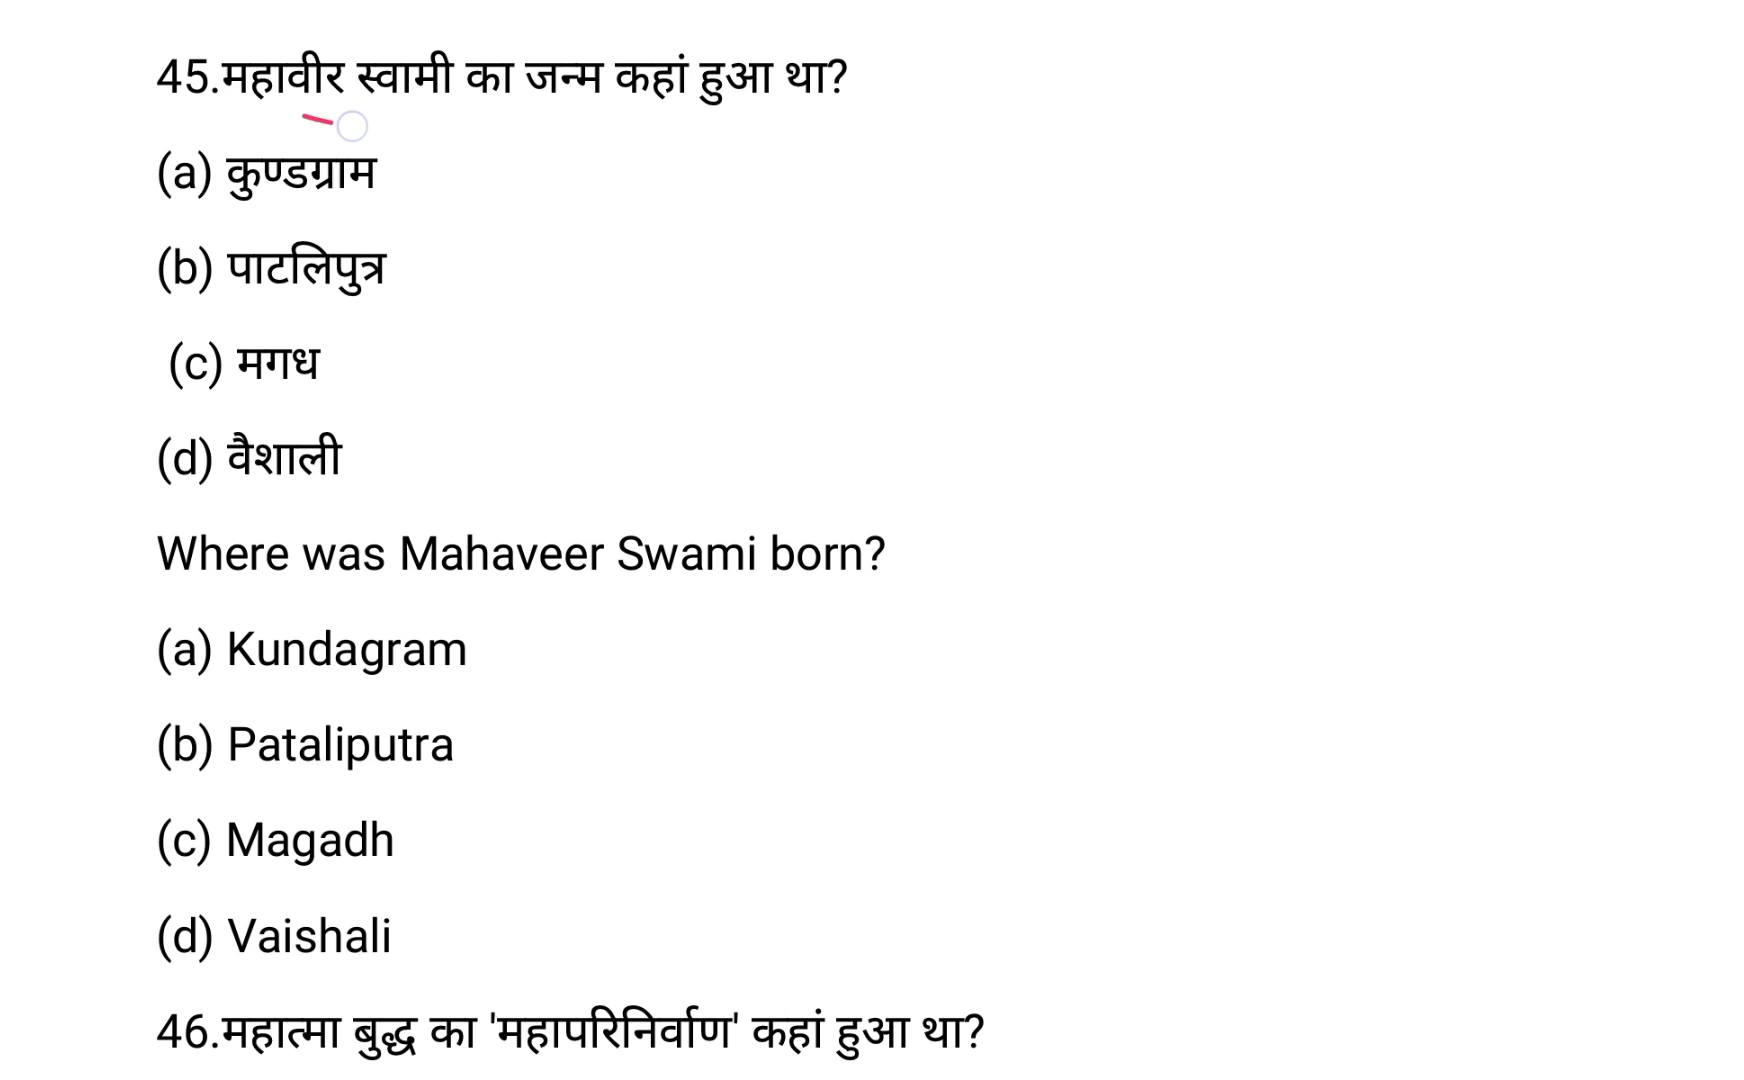 45.महावीर स्वामी का जन्म कहां हुआ था?
(a) कुण्डग्राम
(b) पाटलिपुत्र
(c) मगध
(d) वैशाली
Where was Mahaveer Swami born?
(a) Kundagram
(b) Pataliputra
(c) Magadh
(d) Vaishali
46.महात्मा बुद्ध का 'महापरिनिर्वाण' कहां हुआ था?